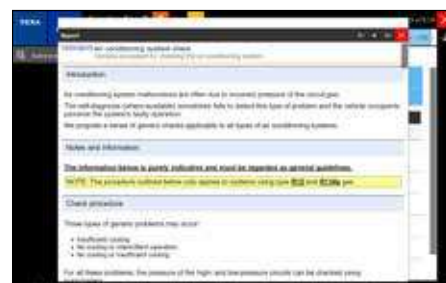 TEXA
Report
air conditioning system check
Introduction
Air conditioning system malfunctions are often due to incorrect pressure of the circuit gas.
The self-diagnosis (where available) sometimes fails to detect this type of problem and the vehicle occupants
perceive the system's faulty operation.
We propose a series of generic checks applicable to all types of air conditioning systems.
Notes and information
The information below is purely indicative and must be regarded as general guidelines.
NOTE: The procedure outlined below only applies to systems using type R12 and R134a gas.
Check procedure
Three types of generic problems may occur:
Insufficient cooling
No cooling or intermittent operation
No cooling or insufficient cooling
For all these problems, the pressure of the high and low pressure circuits can be checked using